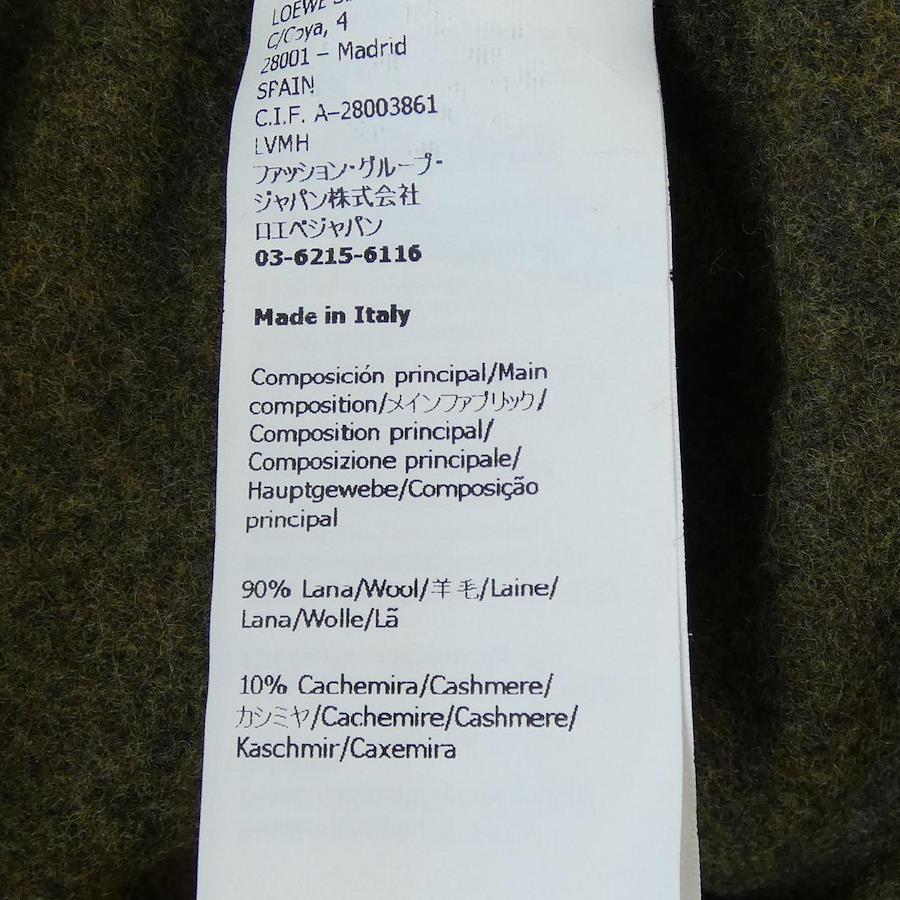 LOEWE
C/Goya, 4
28001 – Madrid
SPAIN
C.I.F. A-28003861
LVMH
ファッション・グループ・
ジャパン株式会社
ロエベジャパン
03-6215-6116
Made in Italy
Composición principal/Main
composition/メインファブリック/
Composition principal/
Composizione principale/
Hauptgewebe/Composição
principal
90% Lana/Wool/羊毛/Laine/
Lana/Wolle/Lã
10% Cachemira/Cashmere/
カシミヤ/Cachemire/Cashmere/
Kaschmir/Caxemira